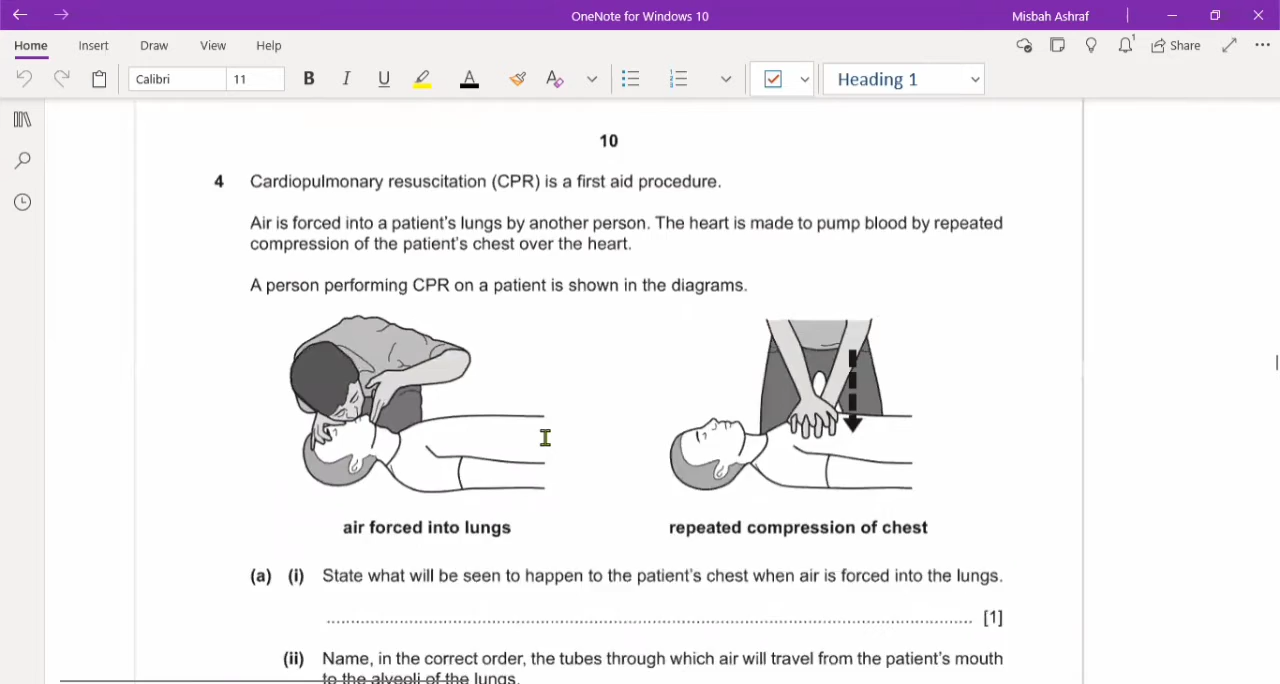 OneNote for Windows 10
Misbah Ashraf
Home Insert Draw View Help
1
Share
Calibri 11 B I U A A Heading 1
10
4 Cardiopulmonary resuscitation (CPR) is a first aid procedure.
Air is forced into a patient's lungs by another person. The heart is made to pump blood by repeated
compression of the patient's chest over the heart.
A person performing CPR on a patient is shown in the diagrams.
air forced into lungs
repeated compression of chest
(a) (i) State what will be seen to happen to the patient's chest when air is forced into the lungs.
[1]
(ii) Name, in the correct order, the tubes through which air will travel from the patient's mouth
to the alveoli of the lungs.